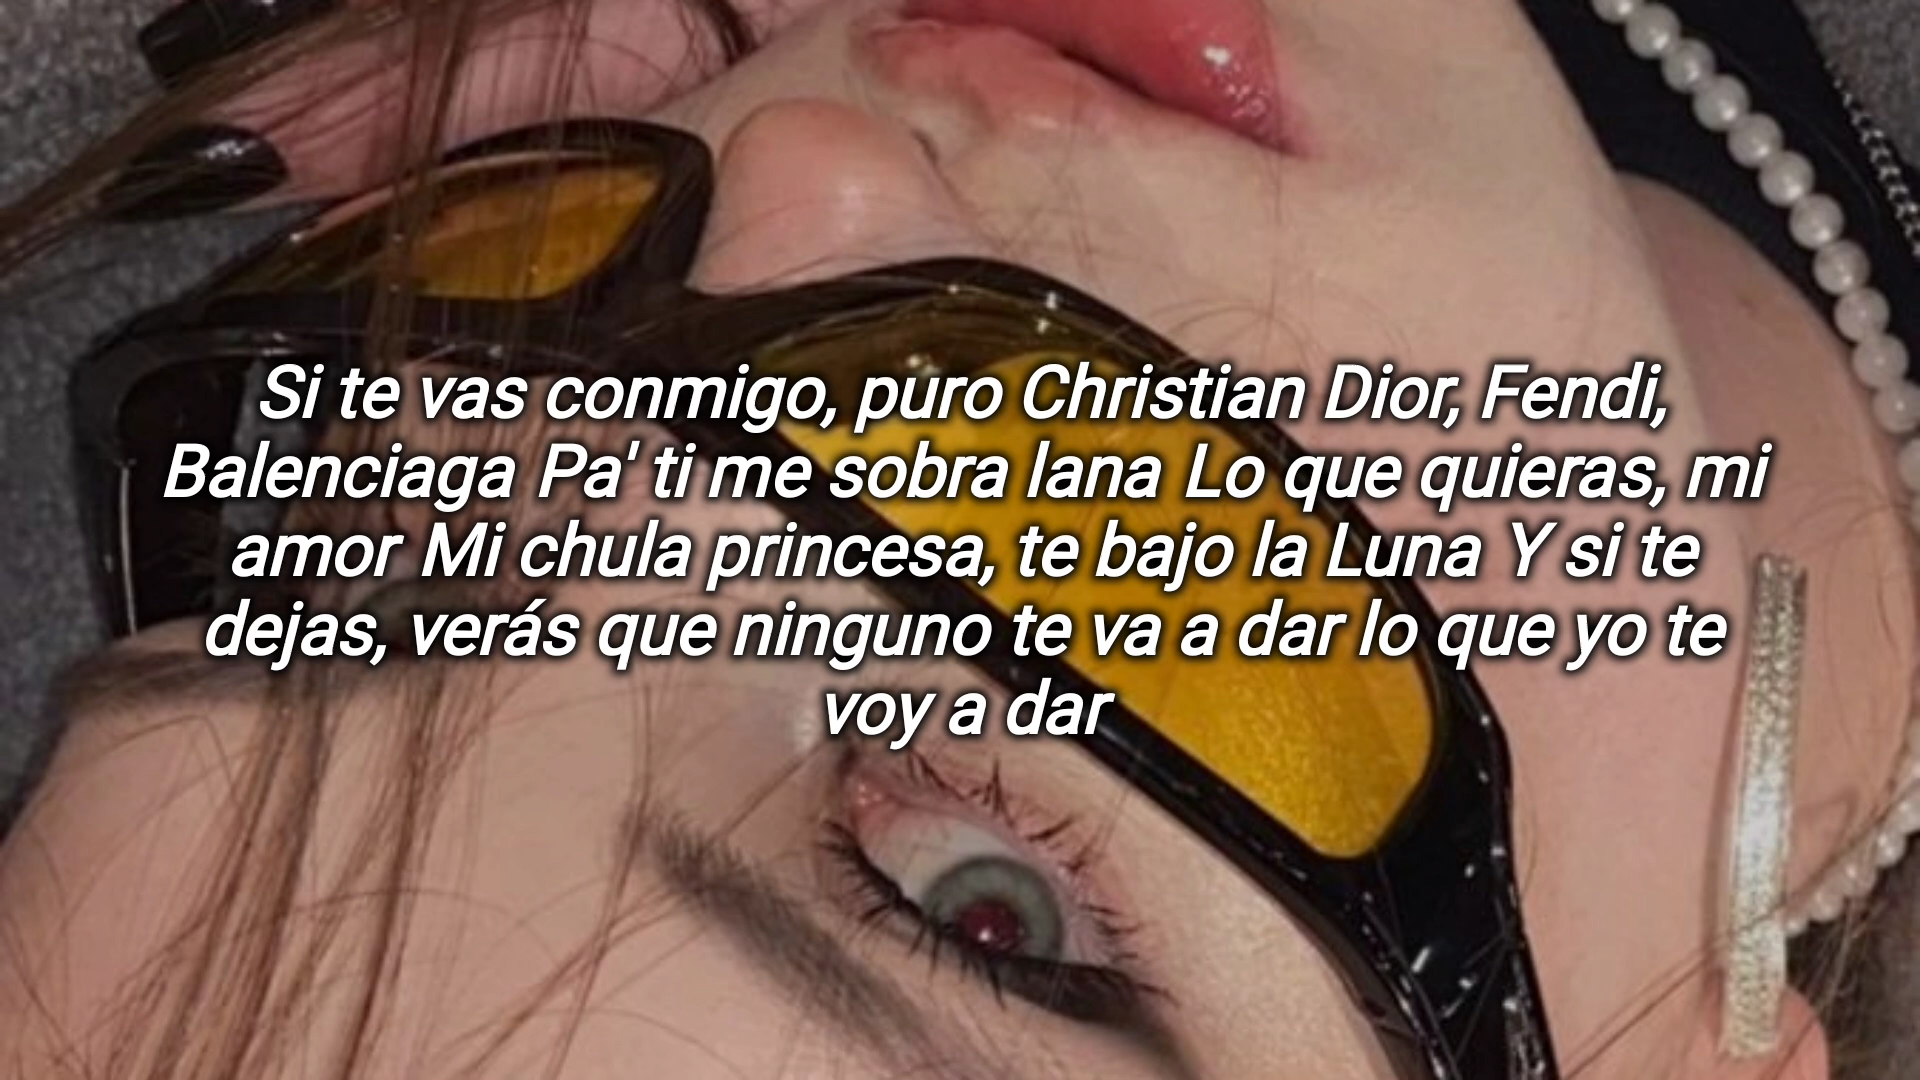 Si te vas conmigo, puro Christian Dior, Fendi,
Balenciaga Pa' ti me sobra lana Lo que quieras, mi
amor Mi chula princesa, te bajo la Luna Y si te
dejas, verás que ninguno te va a dar lo que yo te
voy a dar